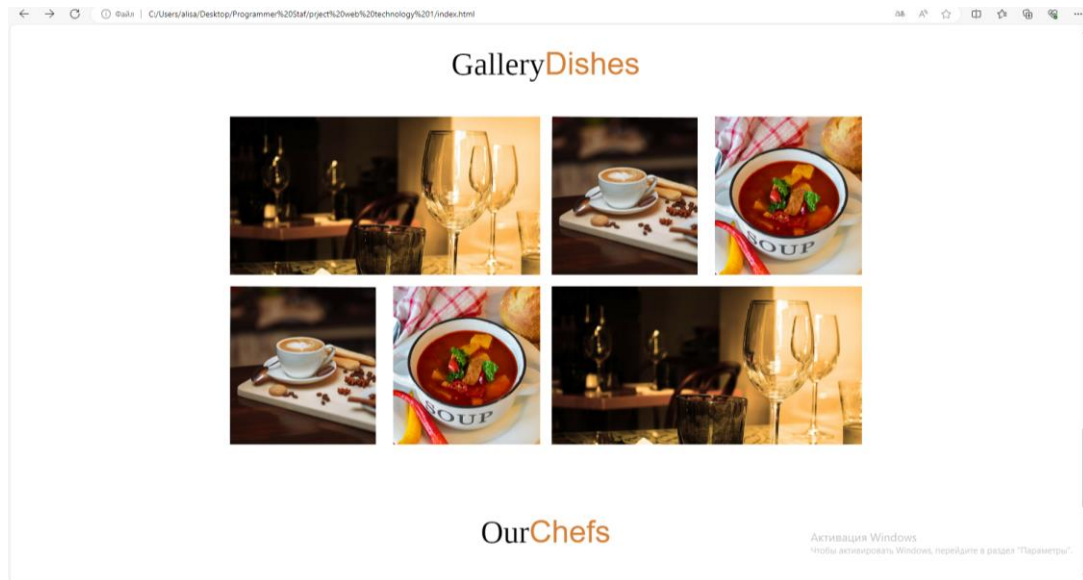 Файл C:/Users/alisa/Desktop/Programmer%20Staf/prject%20web%20technology%201/index.html
GalleryDishes
SOUP
SOUP
OurChefs
Активация Windows
Чтобы активировать Windows, перейдите в раздел "Параметры".